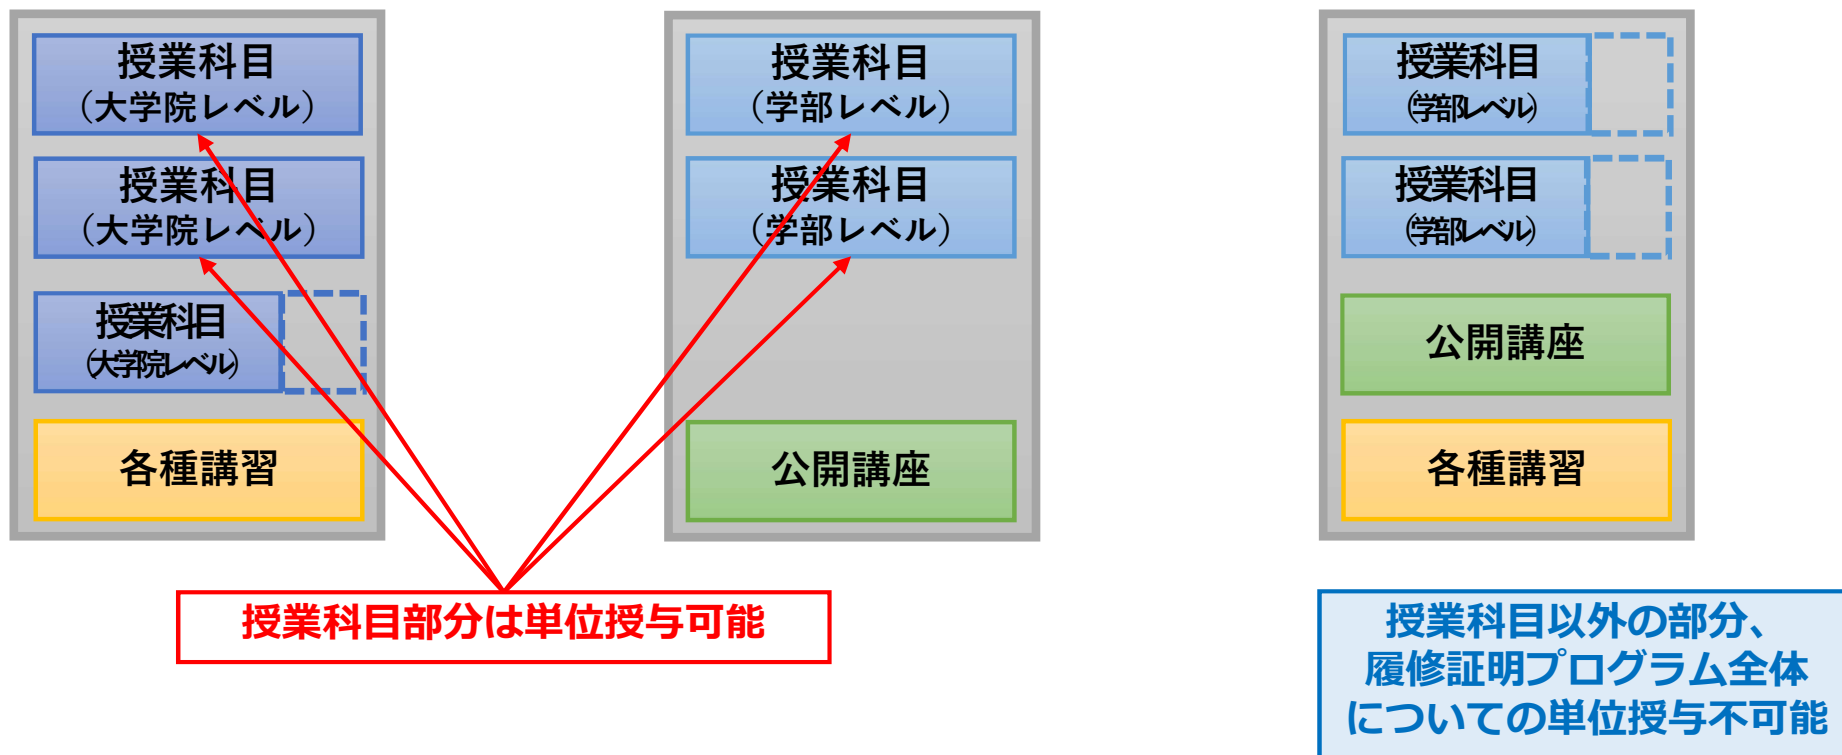 授業科目
（大学院レベル）
授業科目
（大学院レベル）
授業科目
（大学院レベル）
各種講習
授業科目
（学部レベル）
授業科目
（学部レベル）
公開講座
授業科目部分は単位授与可能
授業科目
（学部レベル）
授業科目
（学部レベル）
公開講座
各種講習
授業科目以外の部分、
履修証明プログラム全体
についての単位授与不可能